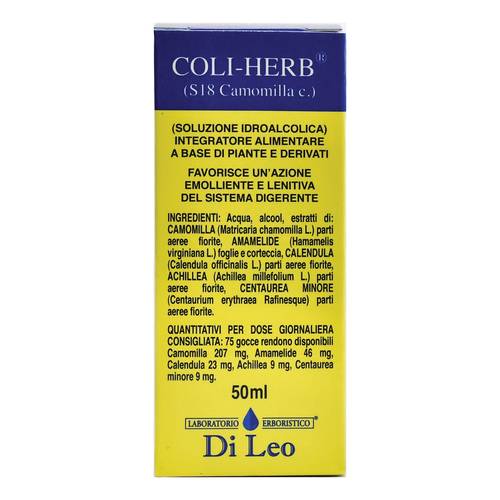 COLI-HERB®
(S18 Camomilla c.)
(SOLUZIONE IDROALCOLICA)
INTEGRATORE ALIMENTARE
A BASE DI PIANTE E DERIVATI
FAVORISCE UN'AZIONE
EMOLLIENTE E LENITIVA
DEL SISTEMA DIGERENTE
INGREDIENTI: Acqua, alcool, estratti di:
CAMOMILLA (Matricaria chamomilla L.) parti
aeree fiorite, AMAMELIDE (Hamamelis
virginiana L.) foglie e corteccia, CALENDULA
(Calendula officinalis L.) parti aeree fiorite,
ACHILLEA (Achillea millefolium L.) parti
aeree fiorite, CENTAUREA MINORE
(Centaurium erythraea Rafinesque) parti
aeree fiorite.
QUANTITATIVI PER DOSE GIORNALIERA
CONSIGLIATA: 75 gocce rendono disponibili
Camomilla 207 mg, Amamelide 46 mg,
Calendula 23 mg, Achillea 9 mg, Centaurea
minore 9 mg.
50ml
LABORATORIO ERBORISTICO®
Di Leo